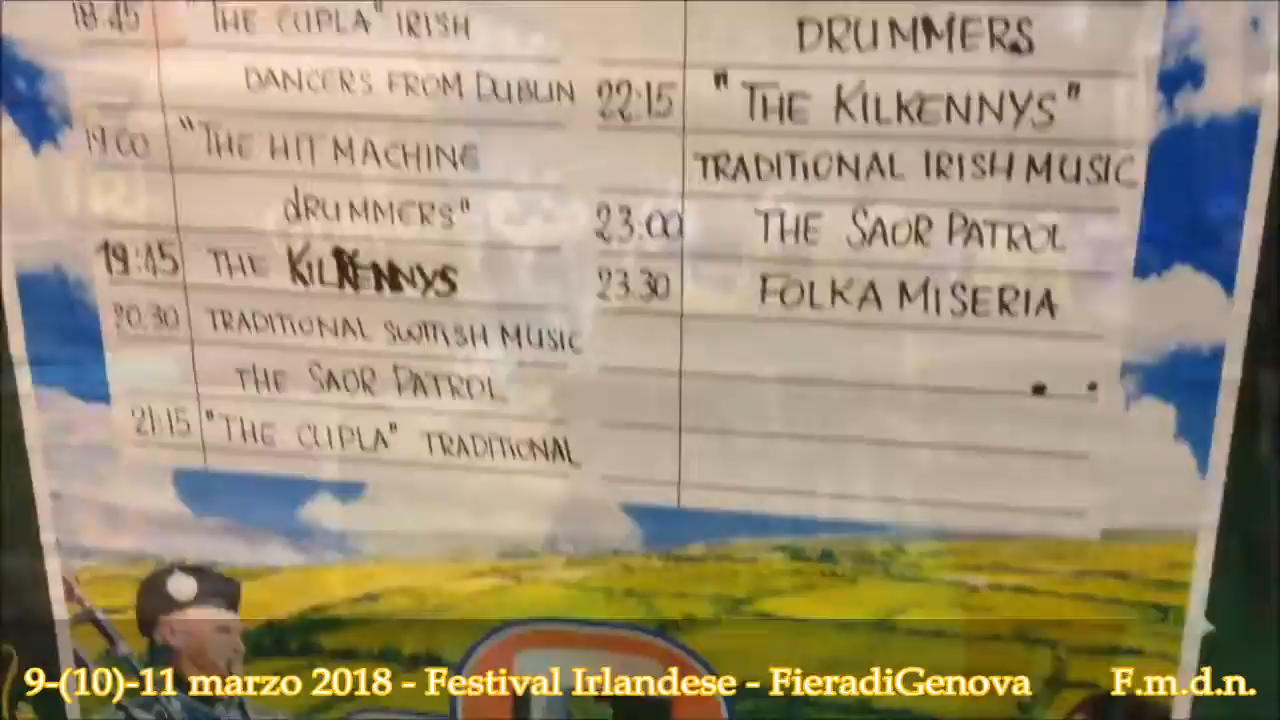 18:45 "THE CUPLA" IRISH
DANCERS FROM DUBLIN
19:00 "THE HIT MACHINE
dRUMMERS"
19:45 THE KILKENNYS
20:30 TRADITIONAL SCOTTISH MUSIC
THE SAOR PATROL
21:15 "THE CUPLA" TRADITIONAL
DRUMMERS
22:15 "THE KILKENNYS"
TRADITIONAL IRISH MUSIC
23:00 THE SAOR PATROL
23.30 FOLKA MISERIA
9-(10)-11 marzo 2018 - Festival Irlandese - FieradiGenova F.m.d.n.